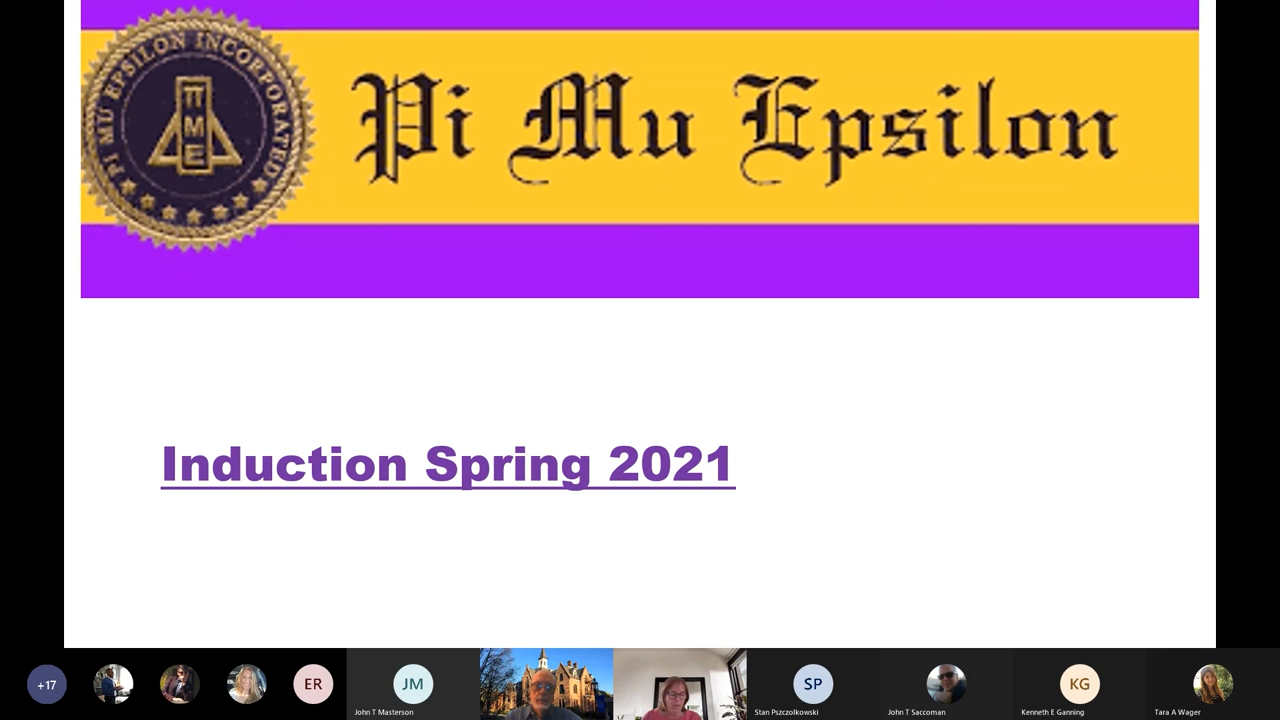 PI MU EPSILON INCORPORATED
ΠME
Pi Mu Epsilon
Induction Spring 2021
+17
ER
JM
John T Masterson
SP
Stan Pszczolkowski
John T Saccoman
KG
Kenneth E Ganning
Tara A Wager